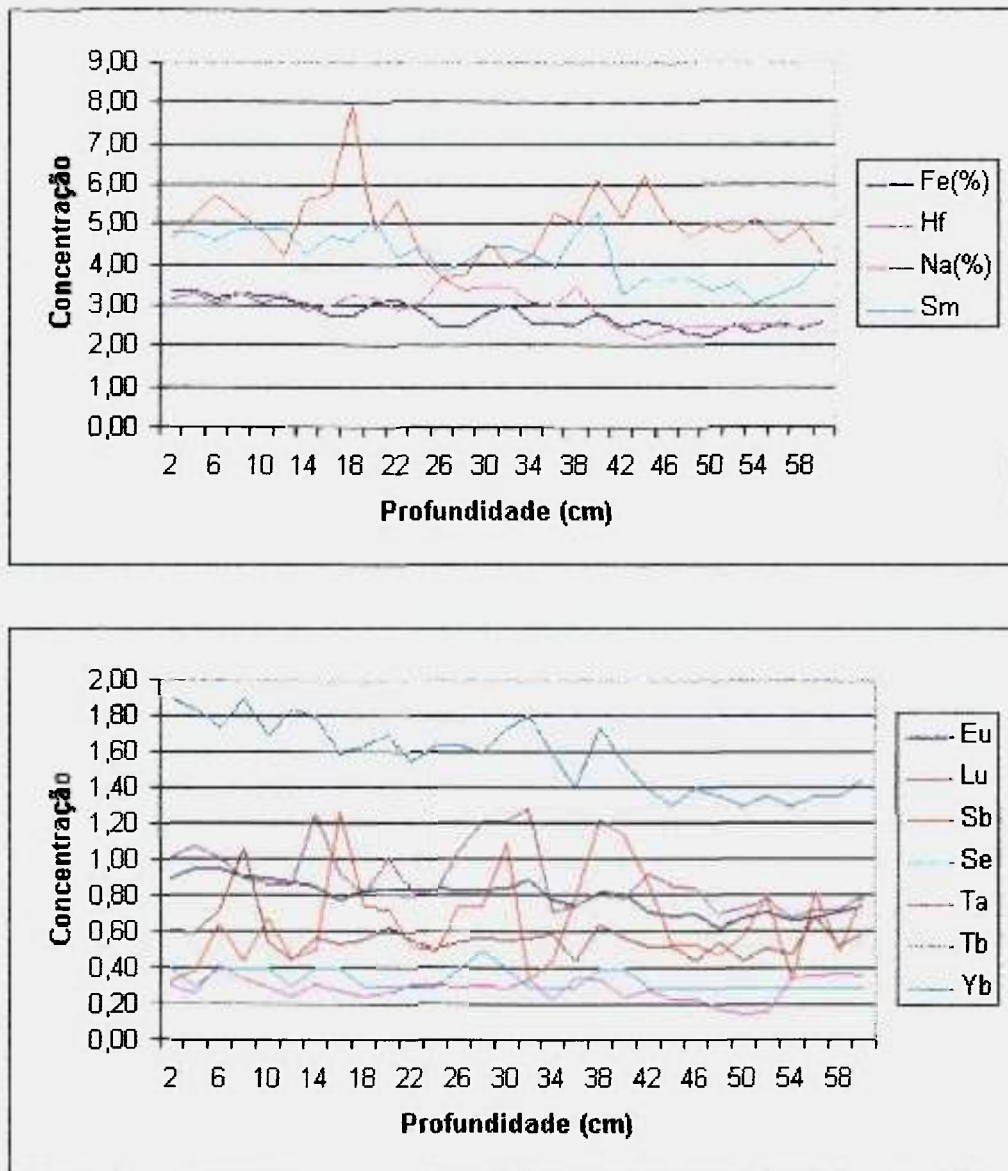 9,00
8,00
7,00
6,00
5,00
4,00
3,00
2,00
1,00
0,00
Concentração
2 6 10 14 18 22 26 30 34 38 42 46 50 54 58
Profundidade (cm)
Fe(%)
Hf
Na(%)
Sm
2,00
1,80
1,60
1,40
1,20
1,00
0,80
0,60
0,40
0,20
0,00
Concentração
2 6 10 14 18 22 26 30 34 38 42 46 50 54 58
Profundidade (cm)
Eu
Lu
Sb
Se
Ta
Tb
Yb